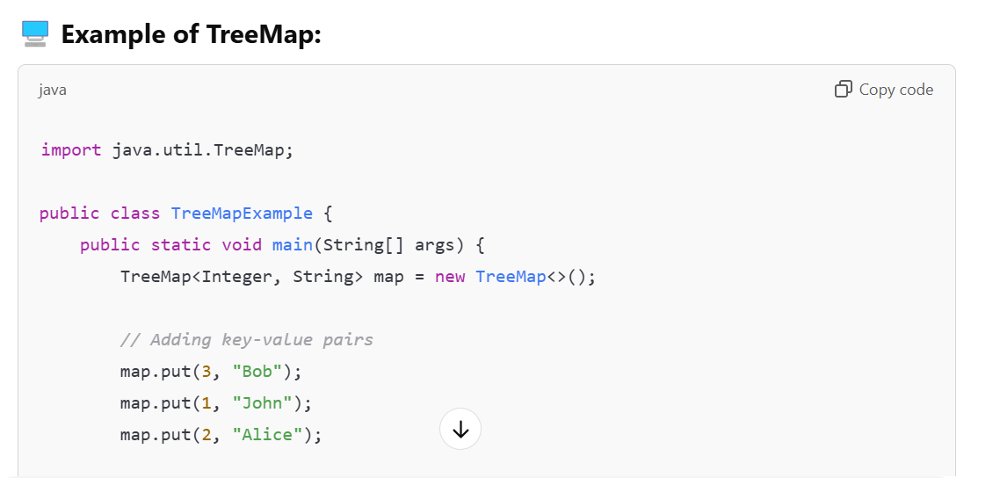 Example of TreeMap:
java
Copy code
import java.util.TreeMap;
public class TreeMapExample {
public static void main(String[] args) {
TreeMap<Integer, String> map = new TreeMap<>();
// Adding key-value pairs
map.put(3, "Bob");
map.put(1, "John");
map.put(2, "Alice");